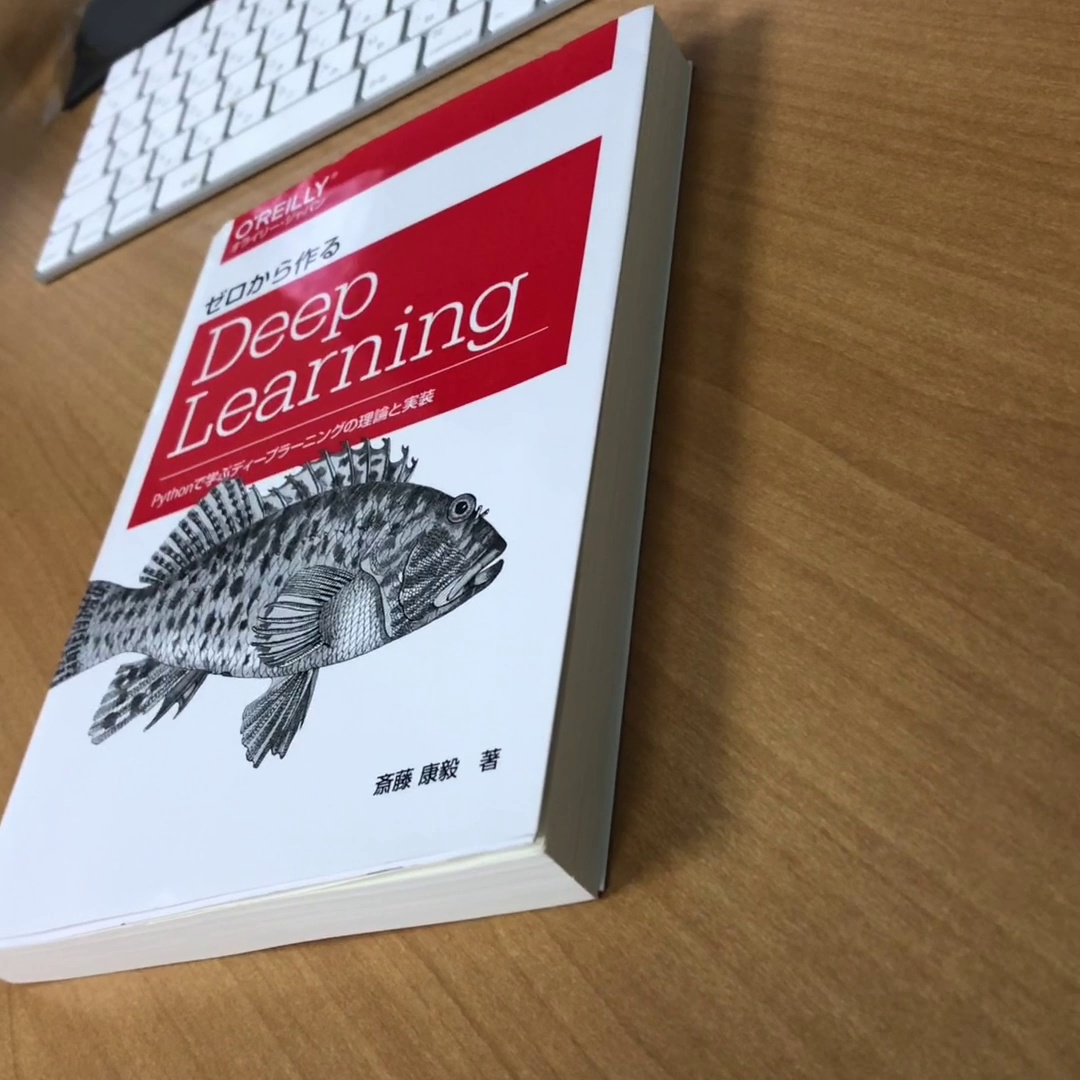 O'REILLY®
オライリー・ジャパン
ゼロから作る
Deep
Learning
Pythonで学ぶディープラーニングの理論と実装
斎藤 康毅 著